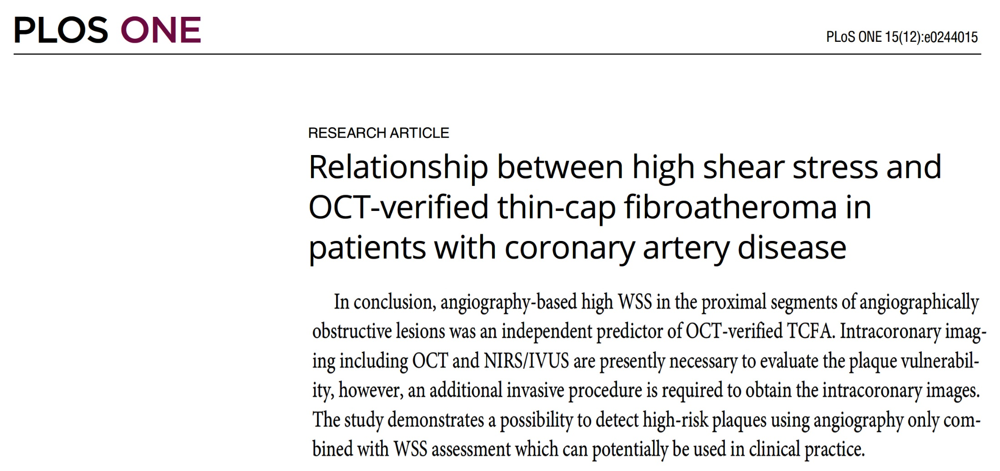 PLOS ONE
PLoS ONE 15(12):e0244015
RESEARCH ARTICLE
Relationship between high shear stress and
OCT-verified thin-cap fibroatheroma in
patients with coronary artery disease
In conclusion, angiography-based high WSS in the proximal segments of angiographically
obstructive lesions was an independent predictor of OCT-verified TCFA. Intracoronary imag-
ing including OCT and NIRS/IVUS are presently necessary to evaluate the plaque vulnerabil-
ity, however, an additional invasive procedure is required to obtain the intracoronary images.
The study demonstrates a possibility to detect high-risk plaques using angiography only com-
bined with WSS assessment which can potentially be used in clinical practice.